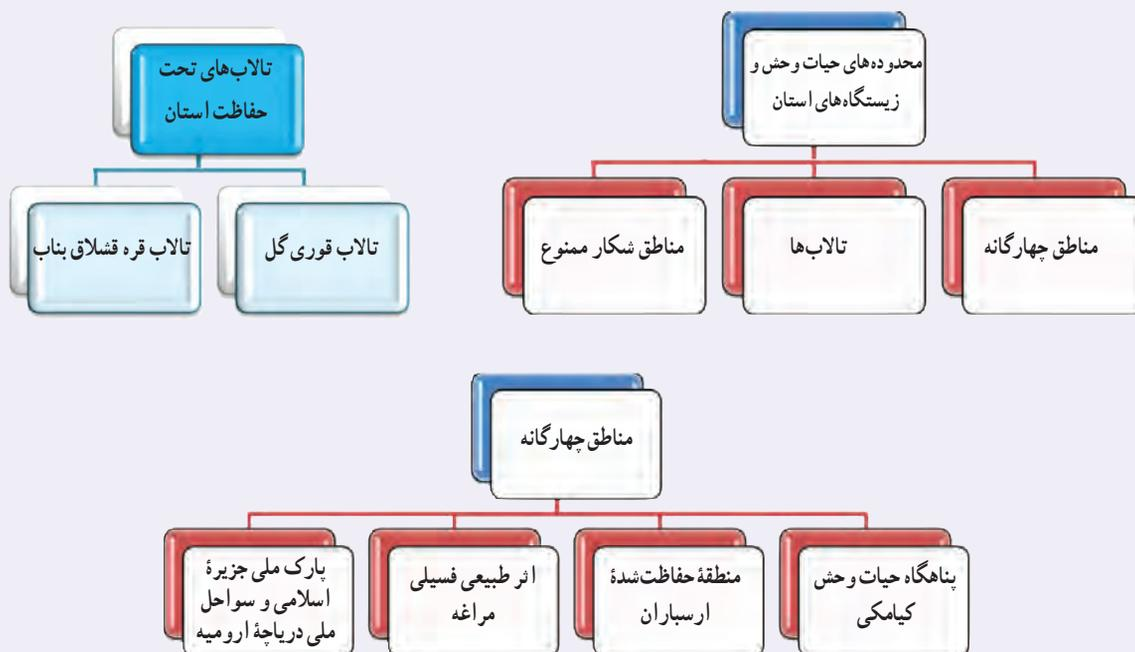 محدوده‌های حیات وحش و
زیستگاه‌های استان
مناطق چهارگانه
تالاب‌ها
مناطق شکار ممنوع
تالاب‌های تحت
حفاظت استان
تالاب قوری گل
تالاب قره قشلاق بناب
مناطق چهارگانه
پناهگاه حیات وحش
کیامکی
منطقهٔ حفاظت‌شدهٔ
ارسباران
اثر طبیعی فسیلی
مراغه
پارک ملی جزیرهٔ
اسلامی و سواحل
ملی دریاچهٔ ارومیه